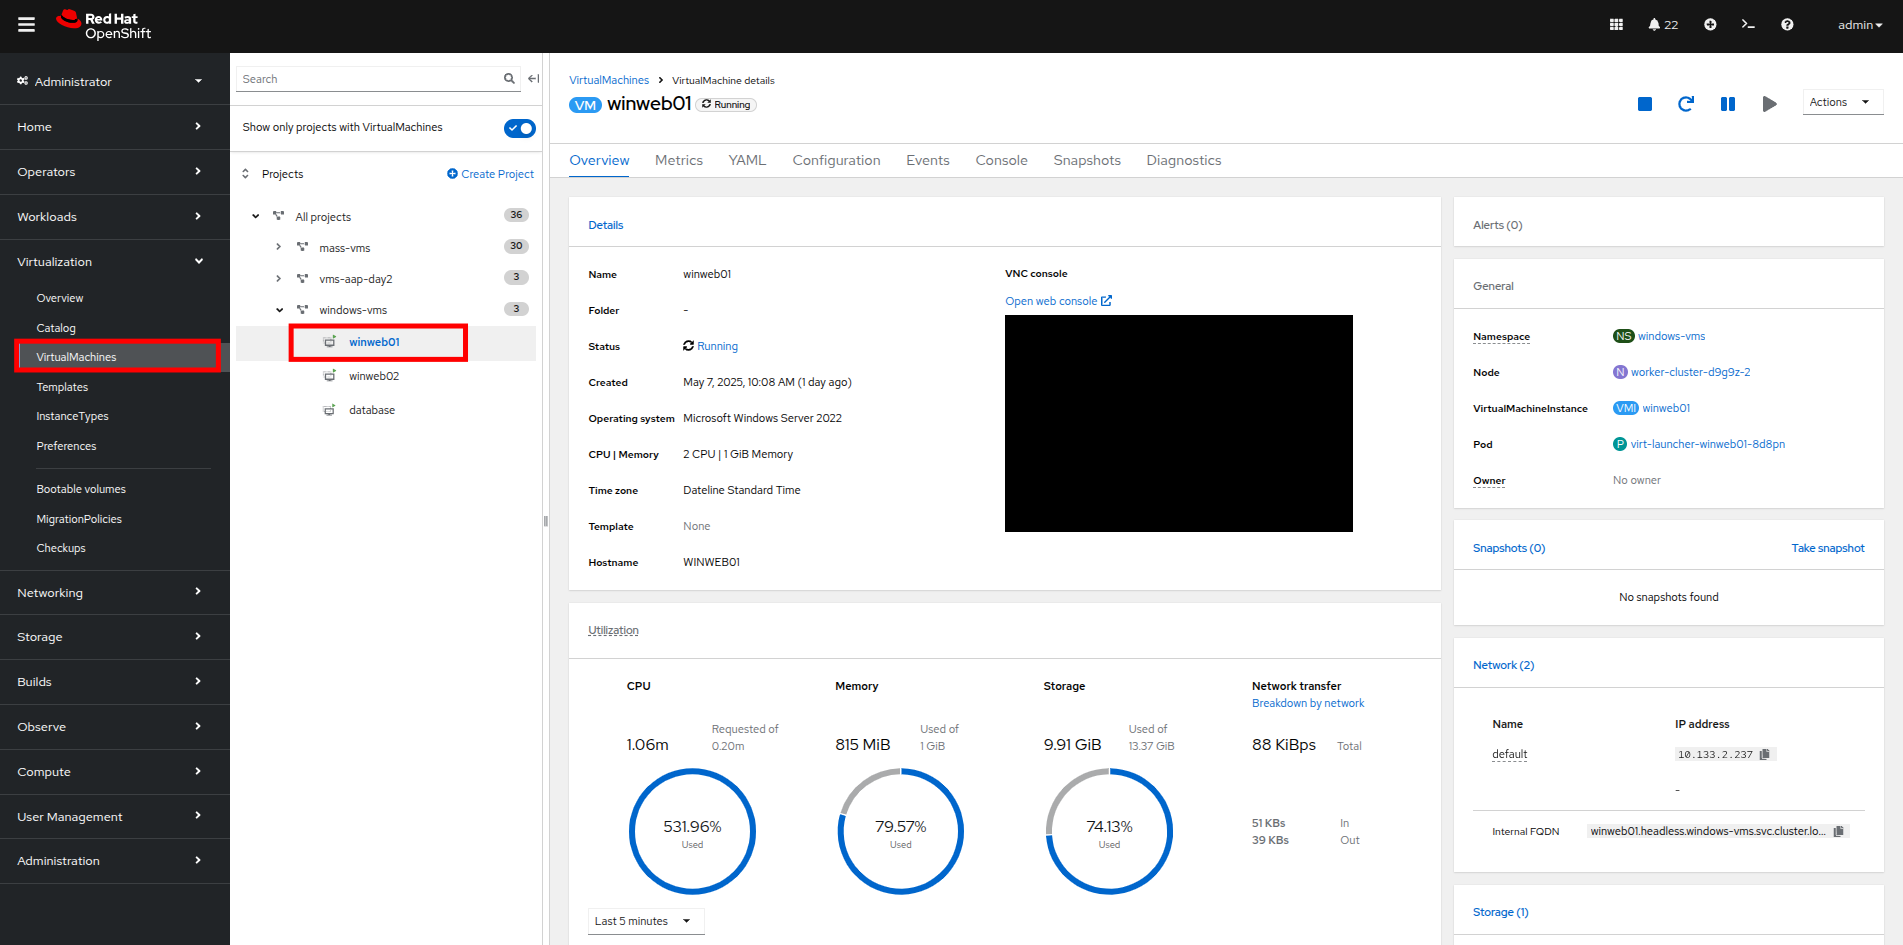 Red Hat
OpenShift
22
admin
Administrator
Home
Operators
Workloads
Virtualization
Overview
Catalog
VirtualMachines
Templates
InstanceTypes
Preferences
Bootable volumes
MigrationPolicies
Checkups
Networking
Storage
Builds
Observe
Compute
User Management
Administration
Search
Show only projects with VirtualMachines
Projects
Create Project
All projects 36
mass-vms 30
vms-aap-day2 3
windows-vms 3
winweb01
winweb02
database
VirtualMachines > VirtualMachine details
VM winweb01 Running
Actions
Overview Metrics YAML Configuration Events Console Snapshots Diagnostics
Details
Name winweb01
Folder -
Status Running
Created May 7, 2025, 10:08 AM (1 day ago)
Operating system Microsoft Windows Server 2022
CPU | Memory 2 CPU | 1 GiB Memory
Time zone Dateline Standard Time
Template None
Hostname WINWEB01
VNC console
Open web console
Utilization
CPU
1.06m
Requested of
0.20m
531.96%
Used
Memory
815 MiB
Used of
1 GiB
79.57%
Used
Storage
9.91 GiB
Used of
13.37 GiB
74.13%
Used
Network transfer
Breakdown by network
88 KiBps Total
51 KBs In
39 KBs Out
Last 5 minutes
Alerts (0)
General
Namespace NS windows-vms
Node N worker-cluster-d9g9z-2
VirtualMachineInstance VMI winweb01
Pod P virt-launcher-winweb01-8d8pn
Owner No owner
Snapshots (0) Take snapshot
No snapshots found
Network (2)
Name IP address
default 10.133.2.237
-
Internal FQDN winweb01.headless.windows-vms.svc.cluster.lo...
Storage (1)